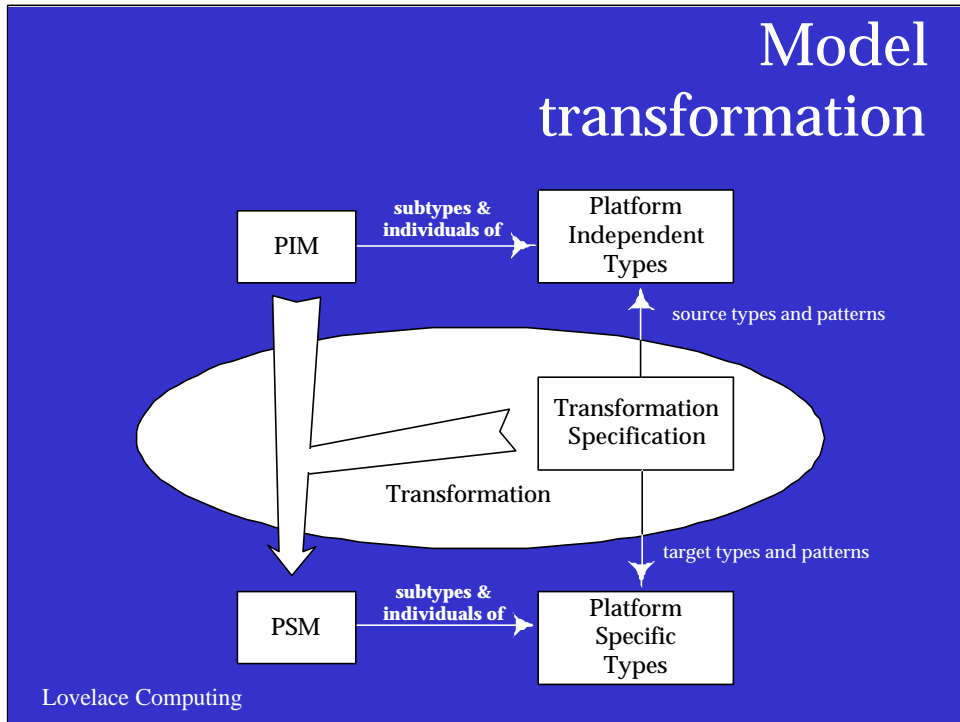 Model
transformation
subtypes &
individuals of
PIM
Platform
Independent
Types
source types and patterns
Transformation
Specification
Transformation
target types and patterns
subtypes &
individuals of
PSM
Platform
Specific
Types
Lovelace Computing